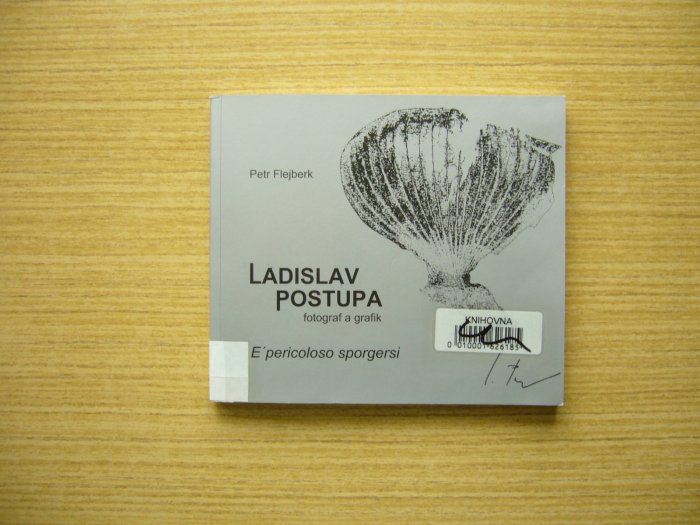 Petr Flejberk
LADISLAV
POSTUPA
fotograf a grafik
E´pericoloso sporgersi
KNIHOVNA